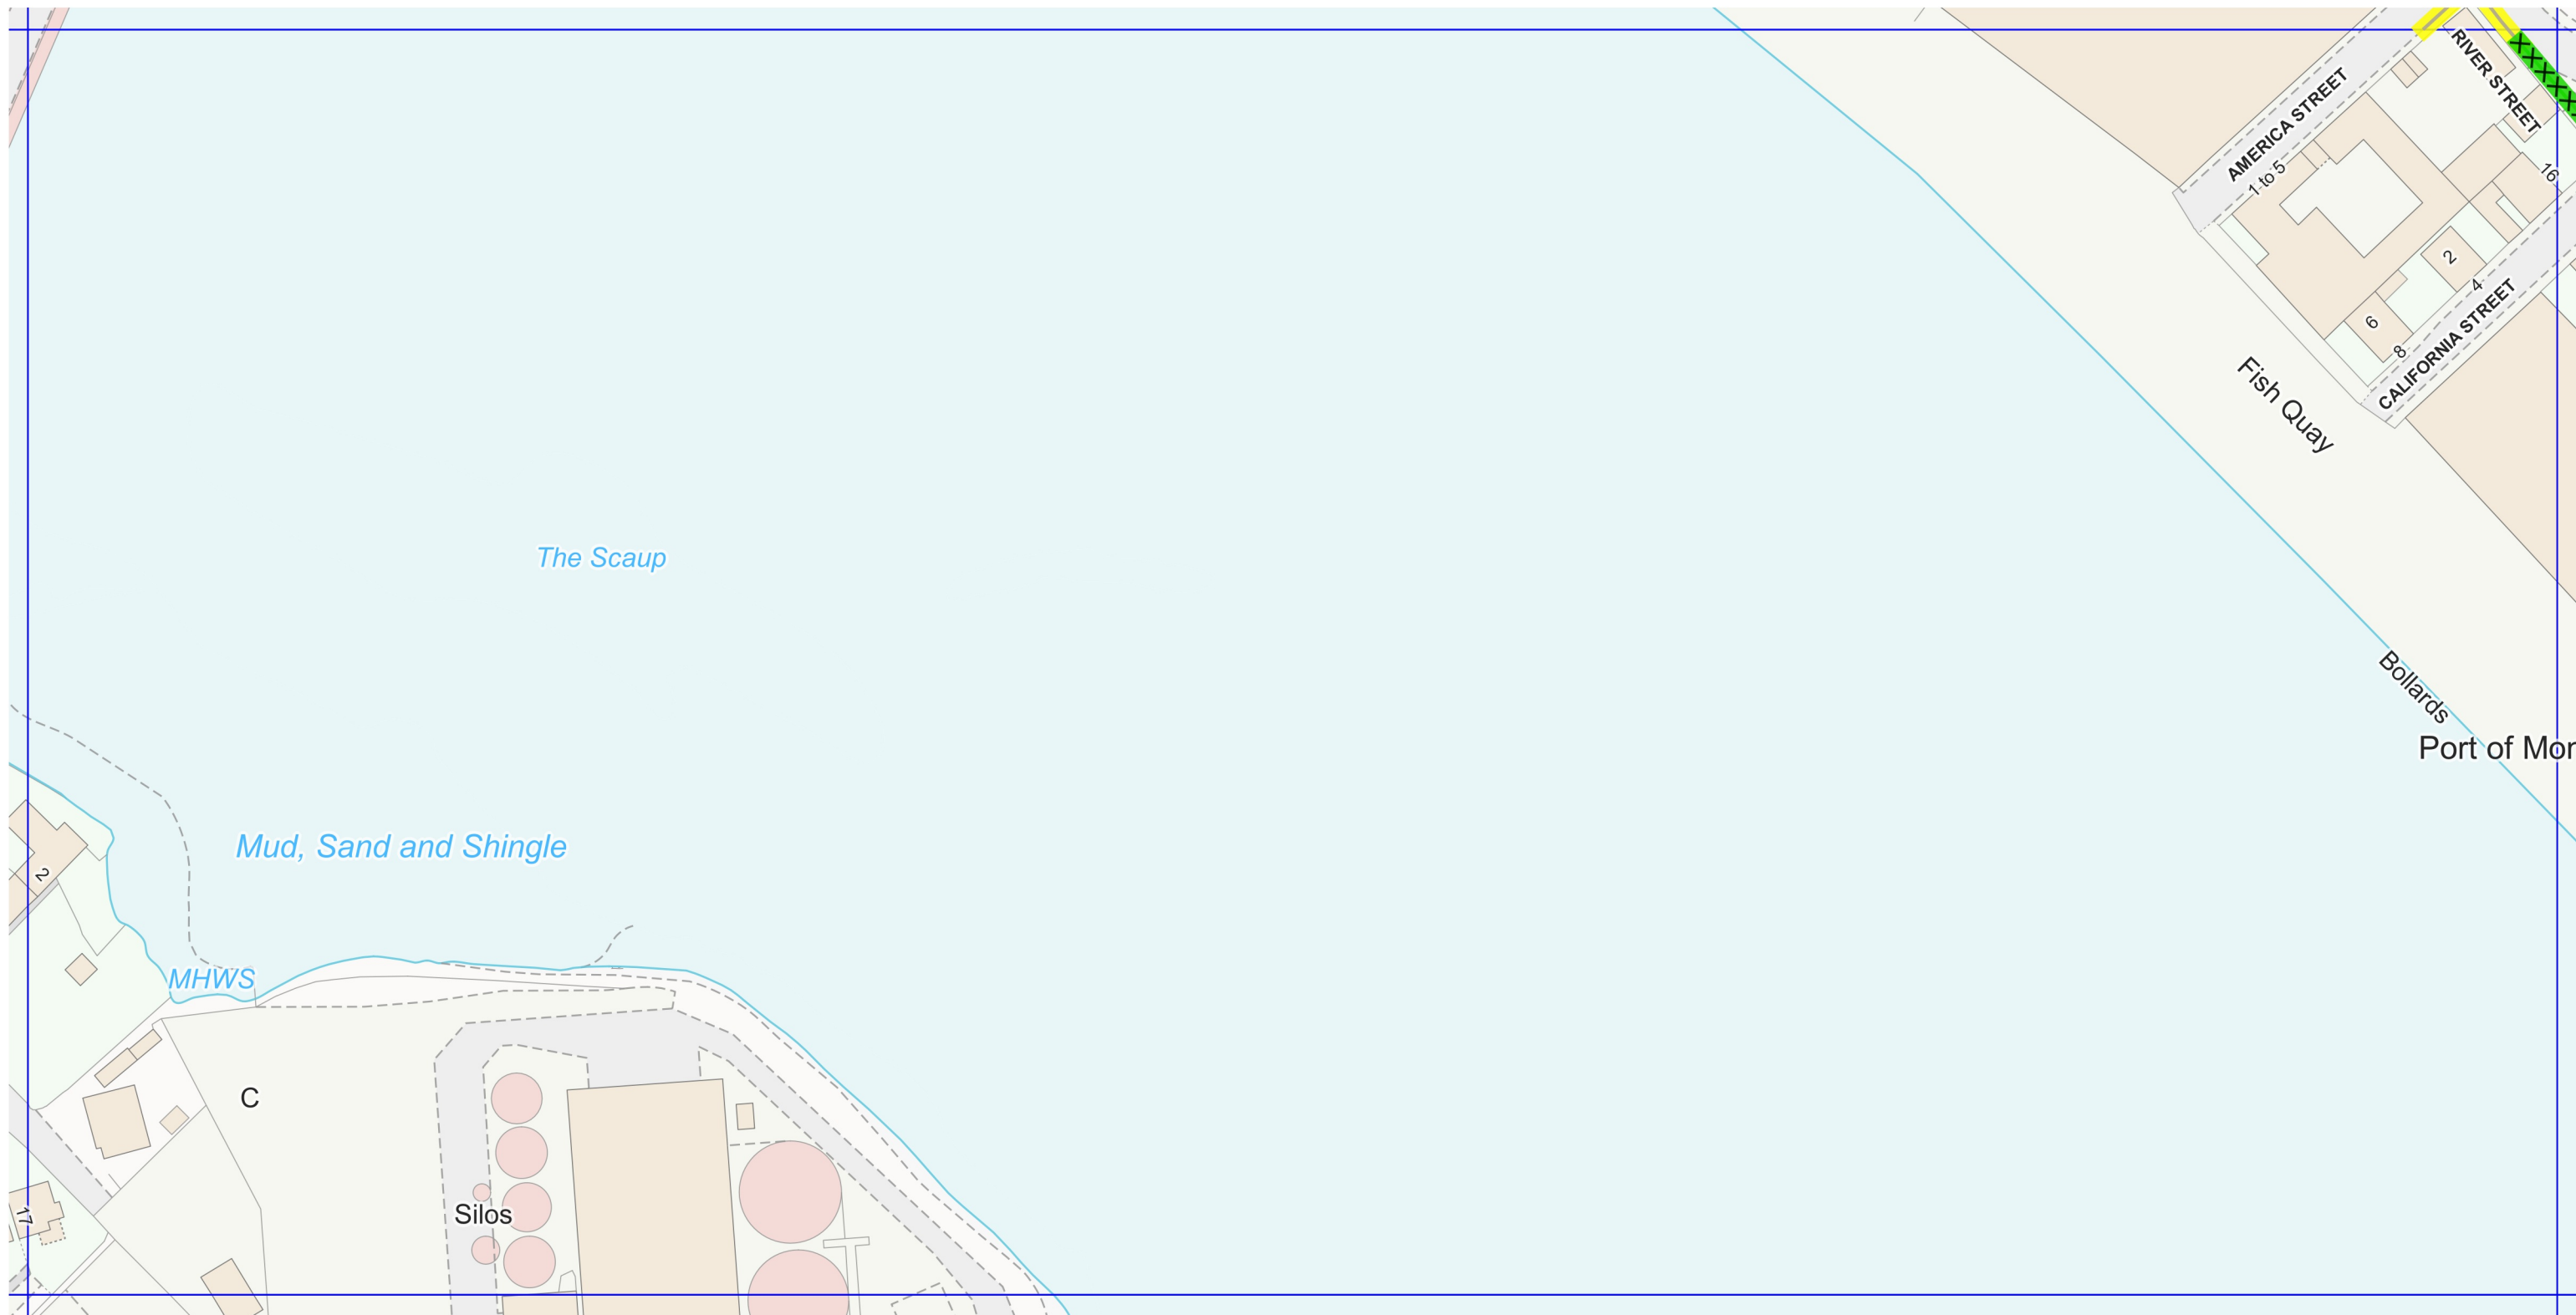 RIVER STREET
AMERICA STREET
1 to 5
16
2
4
6
8
CALIFORNIA STREET
Fish Quay
The Scaup
Bollards
Port of Mon
Mud, Sand and Shingle
2
MHWS
C
Silos
17